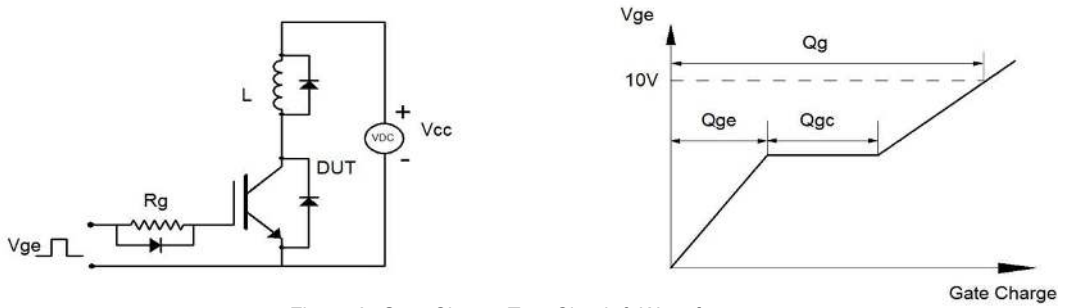 L
VDC
+
-
Vcc
DUT
Rg
Vge
Vge
Qg
10V
Qge
Qgc
Gate Charge